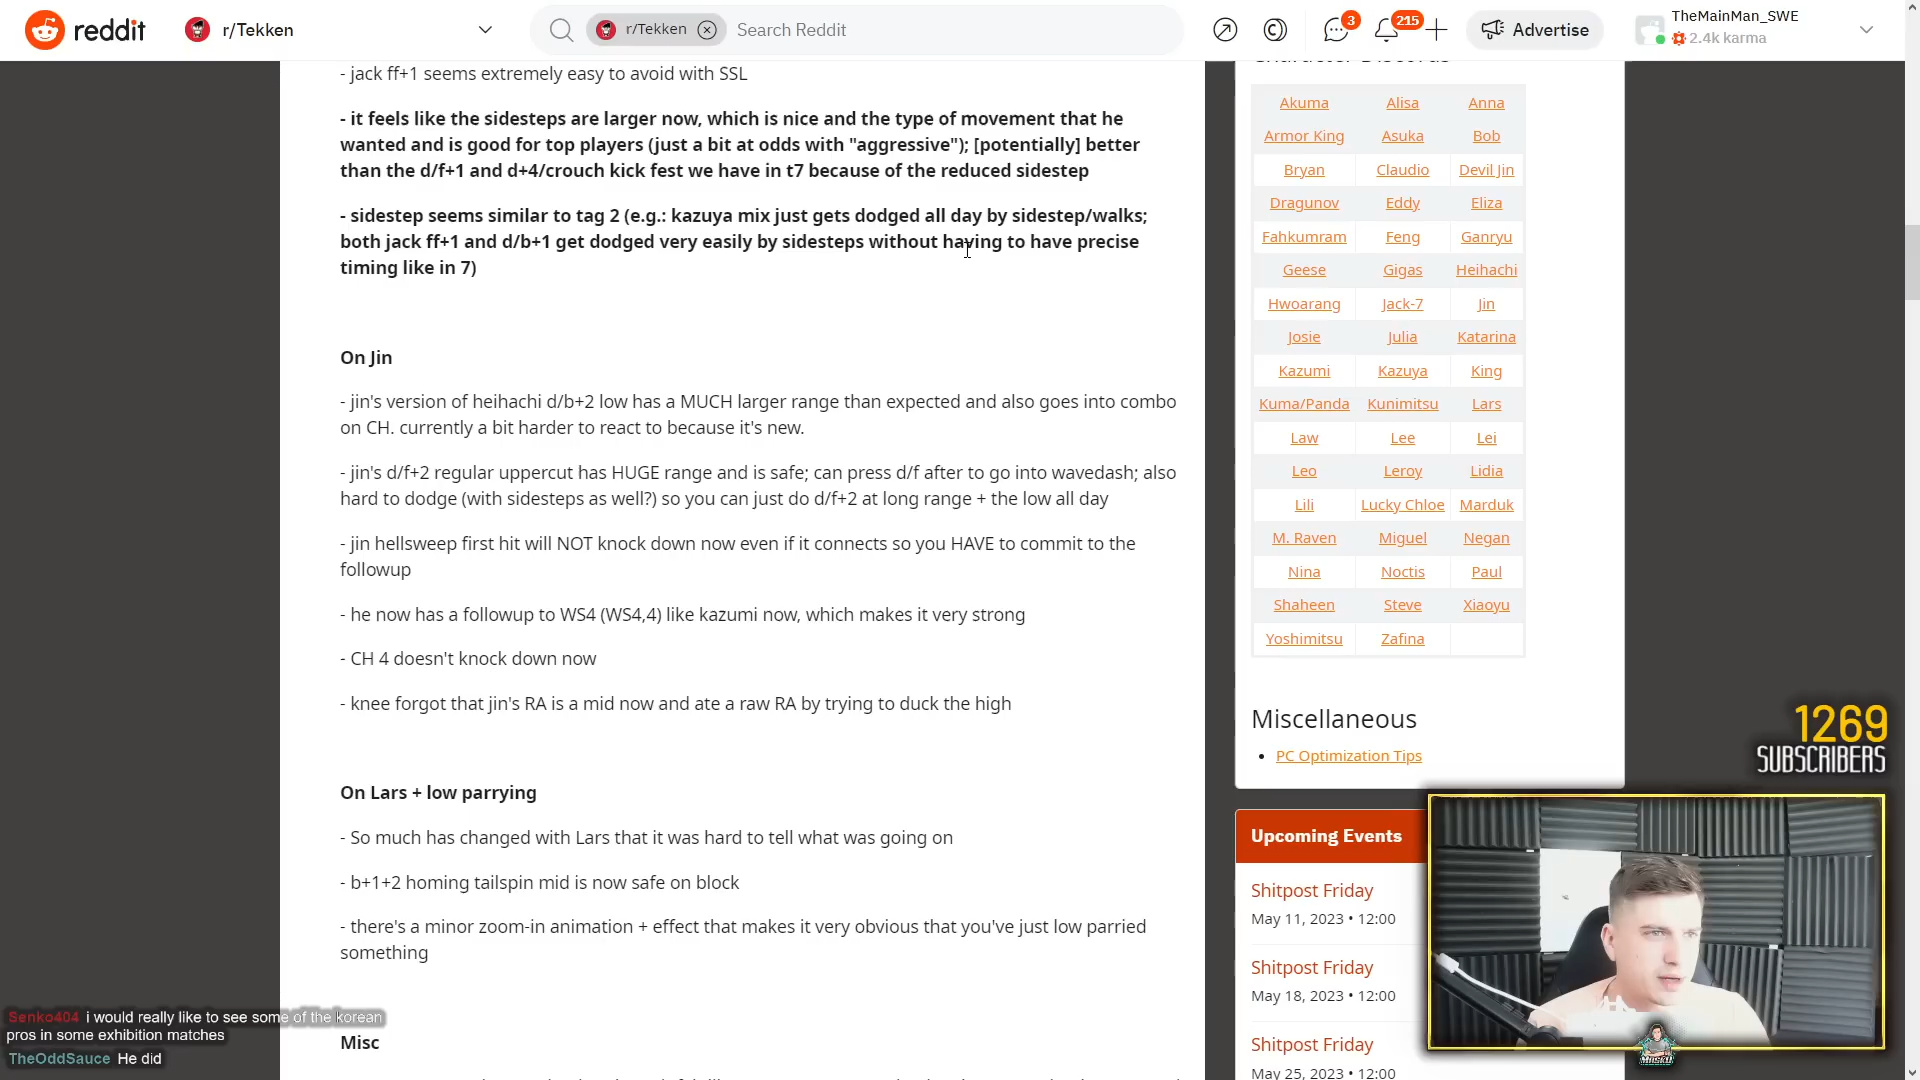 reddit
r/Tekken
r/Tekken
Search Reddit
3
215
Advertise
TheMainMan_SWE
2.4k karma
- jack ff+1 seems extremely easy to avoid with SSL
- it feels like the sidesteps are larger now, which is nice and the type of movement that he
wanted and is good for top players (just a bit at odds with "aggressive"); [potentially] better
than the d/f+1 and d+4/crouch kick fest we have in t7 because of the reduced sidestep
- sidestep seems similar to tag 2 (e.g.: kazuya mix just gets dodged all day by sidestep/walks;
both jack ff+1 and d/b+1 get dodged very easily by sidesteps without having to have precise
timing like in 7)
On Jin
- jin's version of heihachi d/b+2 low has a MUCH larger range than expected and also goes into combo
on CH. currently a bit harder to react to because it's new.
- jin's d/f+2 regular uppercut has HUGE range and is safe; can press d/f after to go into wavedash; also
hard to dodge (with sidesteps as well?) so you can just do d/f+2 at long range + the low all day
- jin hellsweep first hit will NOT knock down now even if it connects so you HAVE to commit to the
followup
- he now has a followup to WS4 (WS4,4) like kazumi now, which makes it very strong
- CH 4 doesn't knock down now
- knee forgot that jin's RA is a mid now and ate a raw RA by trying to duck the high
On Lars + low parrying
- So much has changed with Lars that it was hard to tell what was going on
- b+1+2 homing tailspin mid is now safe on block
- there's a minor zoom-in animation + effect that makes it very obvious that you've just low parried
something
Misc
Akuma Alisa Anna
Armor King Asuka Bob
Bryan Claudio Devil Jin
Dragunov Eddy Eliza
Fahkumram Feng Ganryu
Geese Gigas Heihachi
Hwoarang Jack-7 Jin
Josie Julia Katarina
Kazumi Kazuya King
Kuma/Panda Kunimitsu Lars
Law Lee Lei
Leo Leroy Lidia
Lili Lucky Chloe Marduk
M. Raven Miguel Negan
Nina Noctis Paul
Shaheen Steve Xiaoyu
Yoshimitsu Zafina
Miscellaneous
PC Optimization Tips
Upcoming Events
Shitpost Friday
May 11, 2023 • 12:00
Shitpost Friday
May 18, 2023 • 12:00
Shitpost Friday
May 25, 2023 • 12:00
1269
SUBSCRIBERS
Senko404 i would really like to see some of the korean
pros in some exhibition matches
TheOddSauce He did